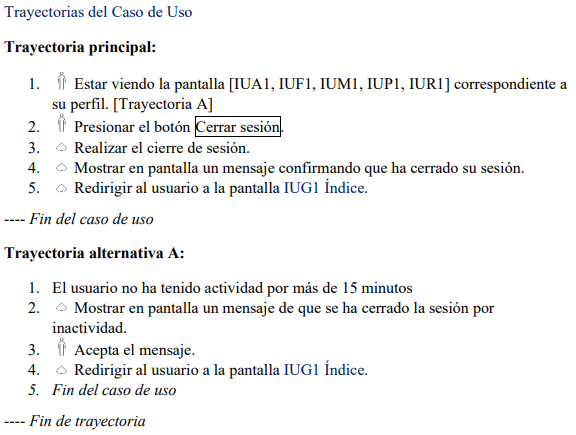 Trayectorias del Caso de Uso
Trayectoria principal:
1. Estar viendo la pantalla [IUA1, IUF1, IUM1, IUP1, IUR1] correspondiente a
su perfil. [Trayectoria A]
2. Presionar el botón Cerrar sesión.
3. Realizar el cierre de sesión.
4. Mostrar en pantalla un mensaje confirmando que ha cerrado su sesión.
5. Redirigir al usuario a la pantalla IUG1 Índice.
---- Fin del caso de uso
Trayectoria alternativa A:
1. El usuario no ha tenido actividad por más de 15 minutos
2. Mostrar en pantalla un mensaje de que se ha cerrado la sesión por
inactividad.
3. Acepta el mensaje.
4. Redirigir al usuario a la pantalla IUG1 Índice.
5. Fin del caso de uso
---- Fin de trayectoria